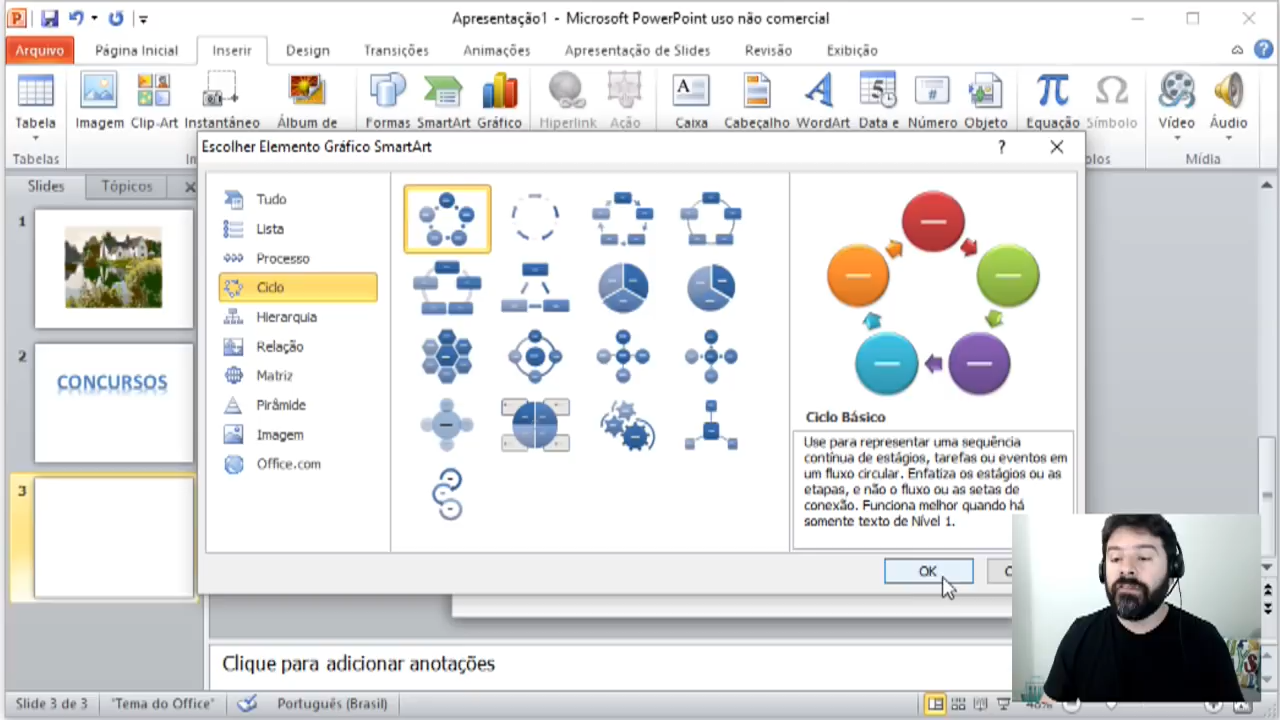 Apresentação1 - Microsoft PowerPoint uso não comercial
Arquivo Página Inicial Inserir Design Transições Animações Apresentação de Slides Revisão Exibição
Tabela Imagem Clip-Art Instantâneo Álbum de Formas SmartArt Gráfico Hiperlink Ação Caixa Cabeçalho WordArt Data e Número Objeto Equação Símbolo Vídeo Áudio
Tabelas Mídia
Escolher Elemento Gráfico SmartArt
Slides Tópicos
Tudo
Lista
Processo
Ciclo
Hierarquia
Relação
Matriz
Pirâmide
Imagem
Office.com
1
2
CONCURSOS
3
Ciclo Básico
Use para representar uma sequência
contínua de estágios, tarefas ou eventos em
um fluxo circular. Enfatiza os estágios ou as
etapas, e não o fluxo ou as setas de
conexão. Funciona melhor quando há
somente texto de Nível 1.
OK
Clique para adicionar anotações
Slide 3 de 3 "Tema do Office" Português (Brasil)